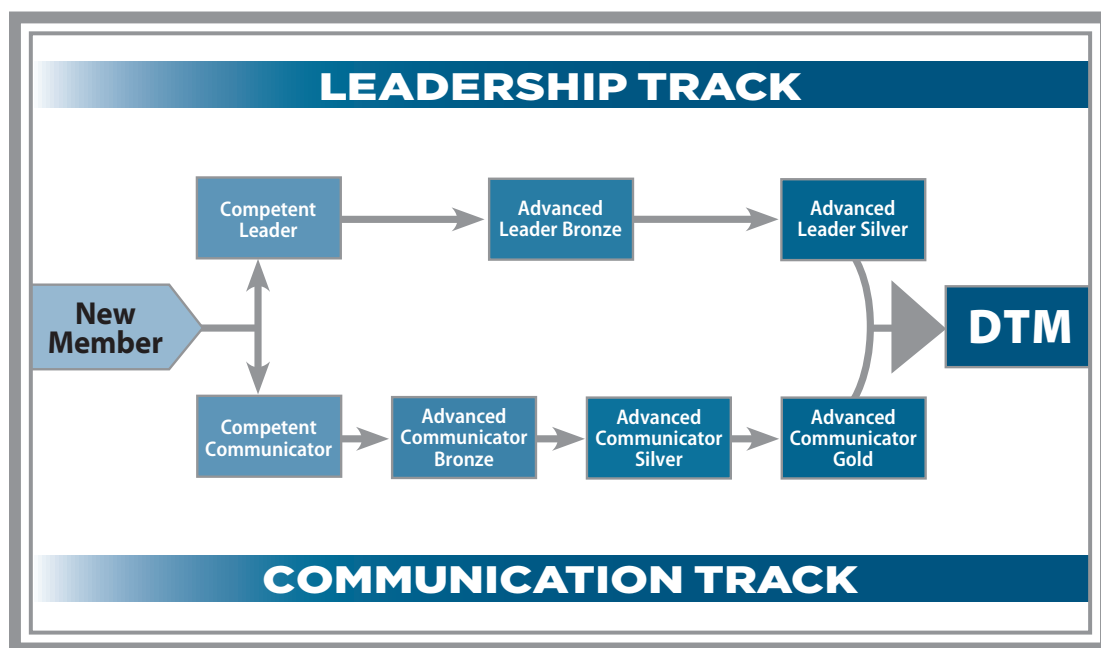 LEADERSHIP TRACK
Competent
Leader
Advanced
Leader Bronze
Advanced
Leader Silver
New
Member
DTM
Competent
Communicator
Advanced
Communicator
Bronze
Advanced
Communicator
Silver
Advanced
Communicator
Gold
COMMUNICATION TRACK